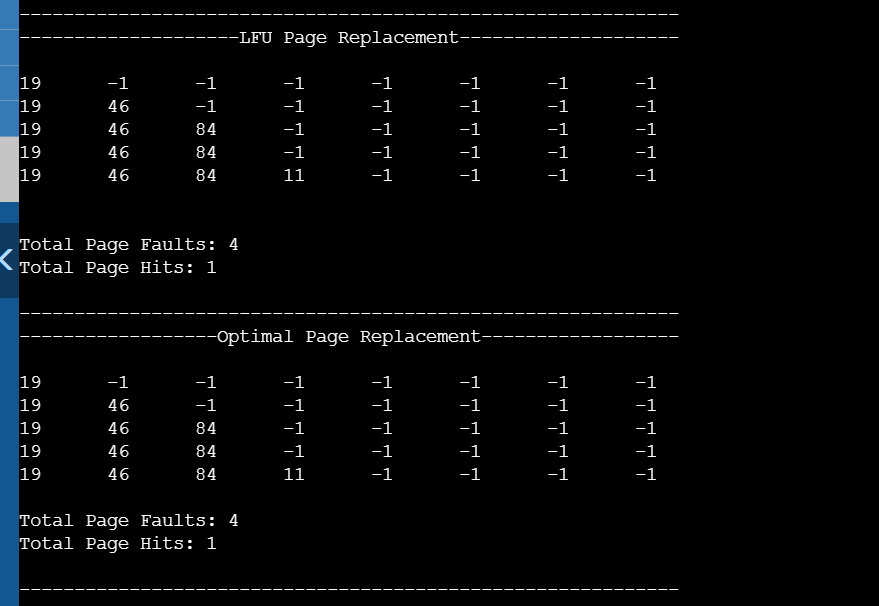 ------------------------------------------------------------
--------------------LFU Page Replacement--------------------
19      -1      -1      -1      -1      -1      -1      -1
19      46      -1      -1      -1      -1      -1      -1
19      46      84      -1      -1      -1      -1      -1
19      46      84      -1      -1      -1      -1      -1
19      46      84      11      -1      -1      -1      -1
Total Page Faults: 4
Total Page Hits: 1
------------------------------------------------------------
------------------Optimal Page Replacement------------------
19      -1      -1      -1      -1      -1      -1      -1
19      46      -1      -1      -1      -1      -1      -1
19      46      84      -1      -1      -1      -1      -1
19      46      84      -1      -1      -1      -1      -1
19      46      84      11      -1      -1      -1      -1
Total Page Faults: 4
Total Page Hits: 1
------------------------------------------------------------